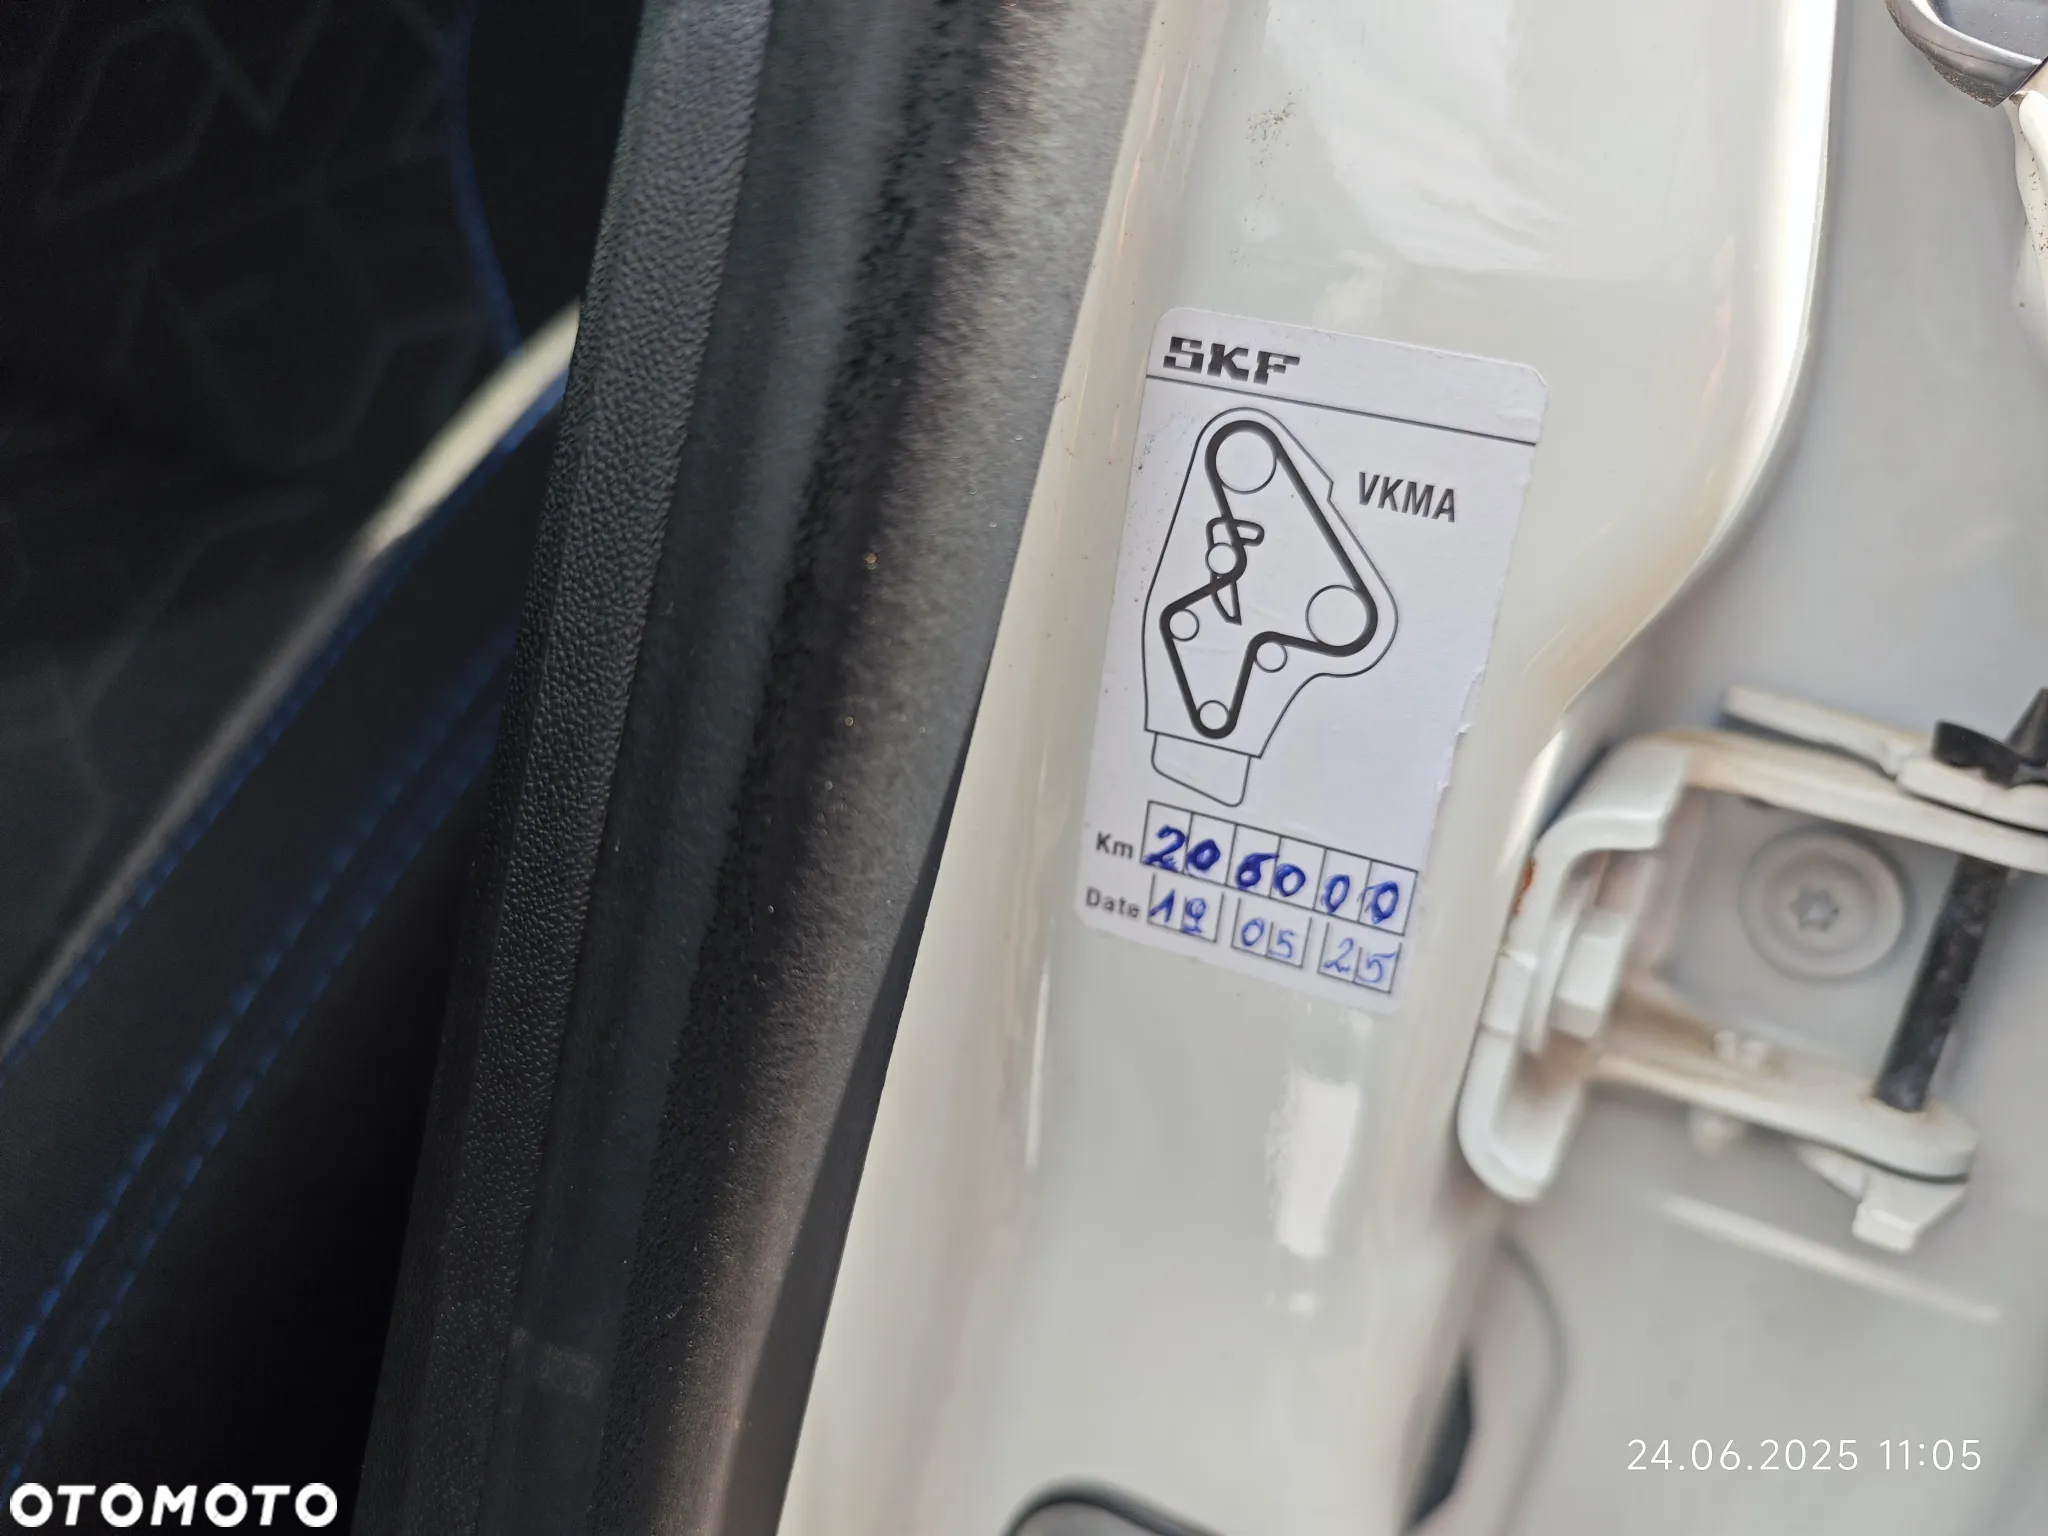 SKF
VKMA
Km 206000
Date 19 05 25
24.06.2025 11:05
OTOMOTO